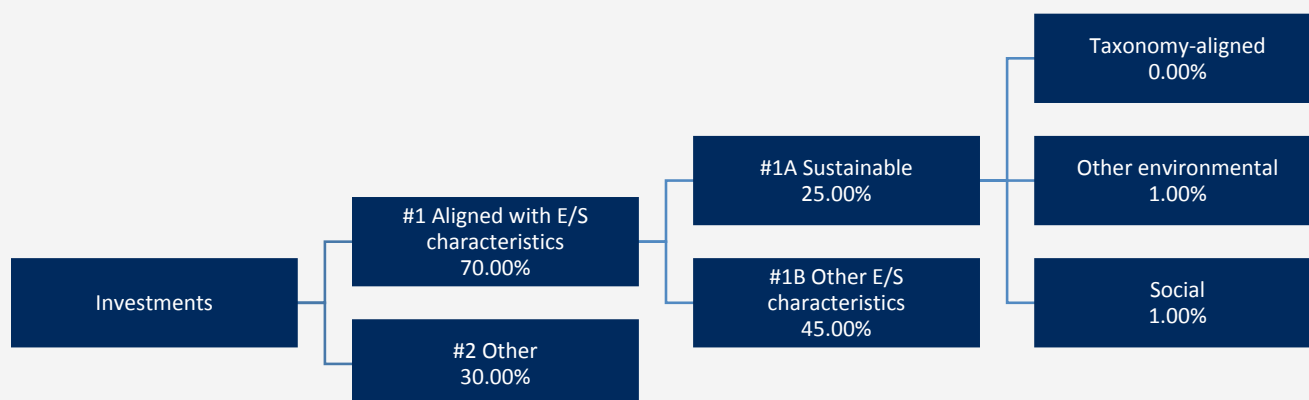 Investments
#1 Aligned with E/S
characteristics
70.00%
#2 Other
30.00%
#1A Sustainable
25.00%
#1B Other E/S
characteristics
45.00%
Taxonomy-aligned
0.00%
Other environmental
1.00%
Social
1.00%